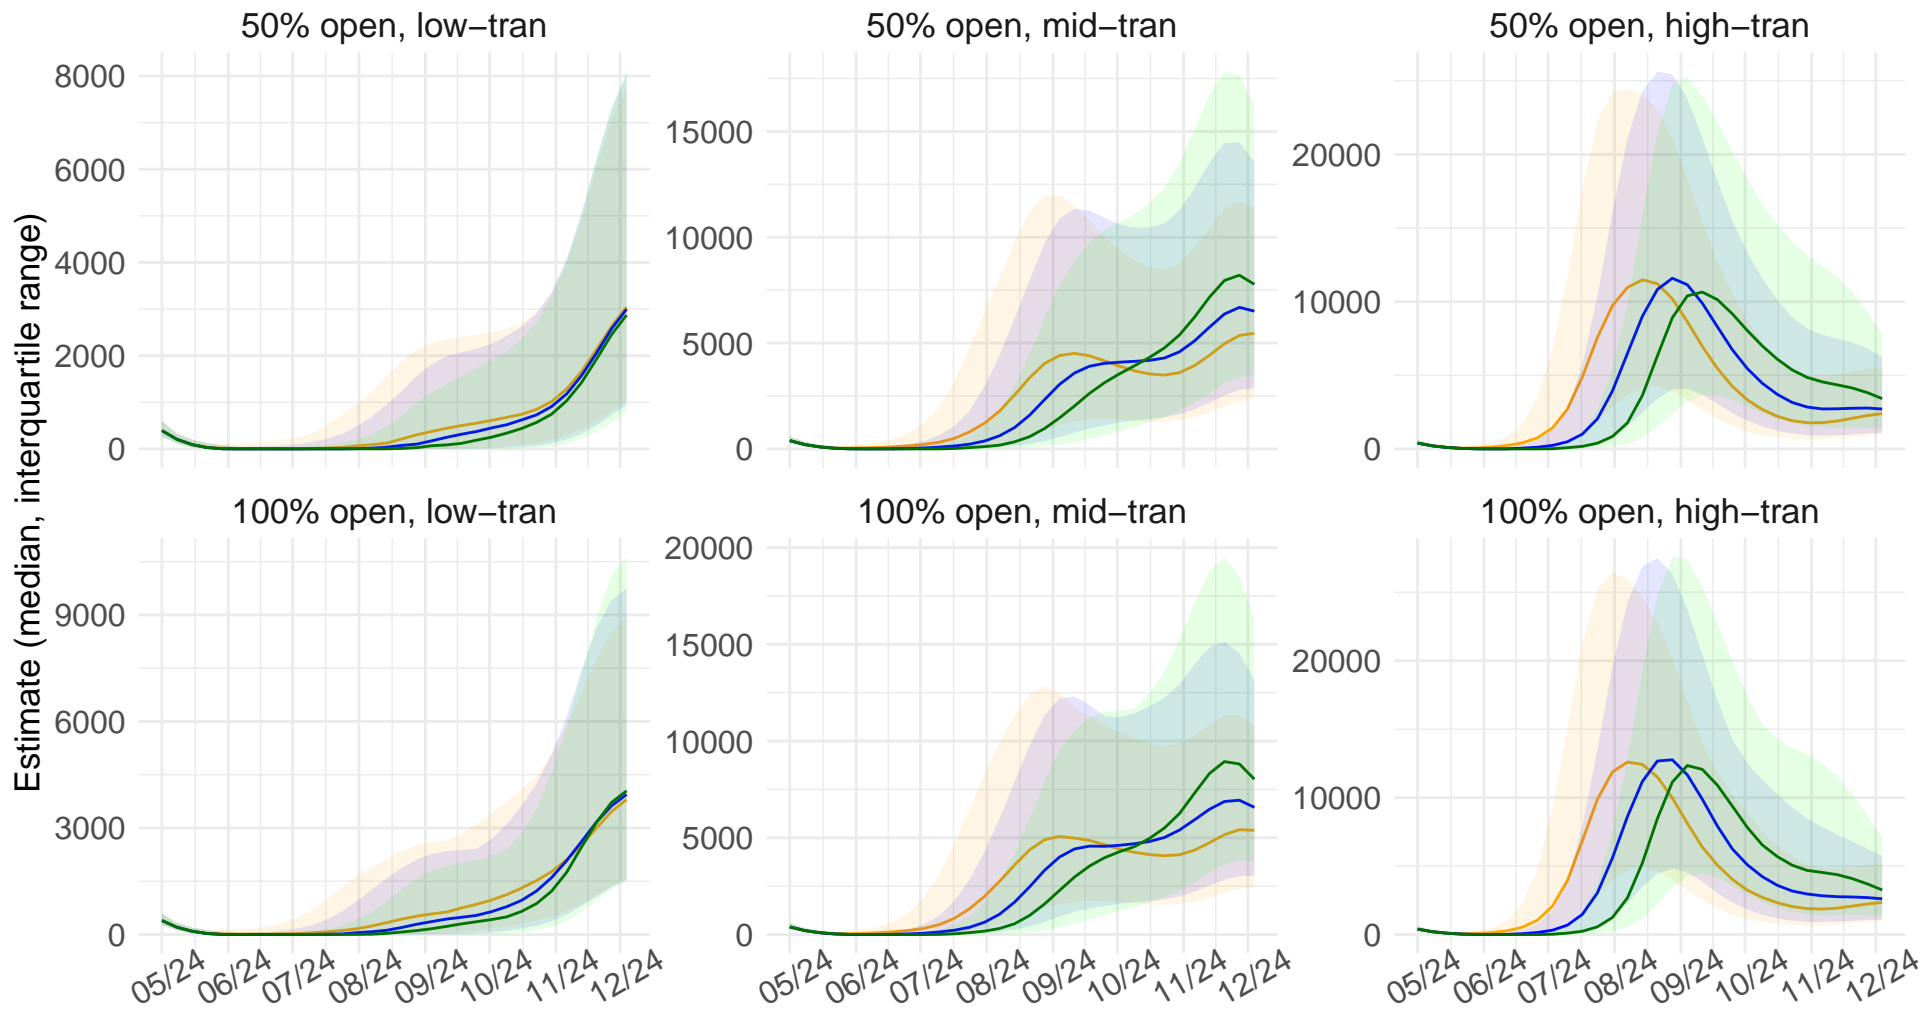 50% open, low−tran
50% open, mid−tran
50% open, high−tran
8000
6000
4000
2000
0
15000
10000
5000
0
20000
10000
0
Estimate (median, interquartile range)
100% open, low−tran
100% open, mid−tran
100% open, high−tran
9000
6000
3000
0
20000
15000
10000
5000
0
20000
10000
0
05/24 06/24 07/24 08/24 09/24 10/24 11/24 12/24
05/24 06/24 07/24 08/24 09/24 10/24 11/24 12/24
05/24 06/24 07/24 08/24 09/24 10/24 11/24 12/24